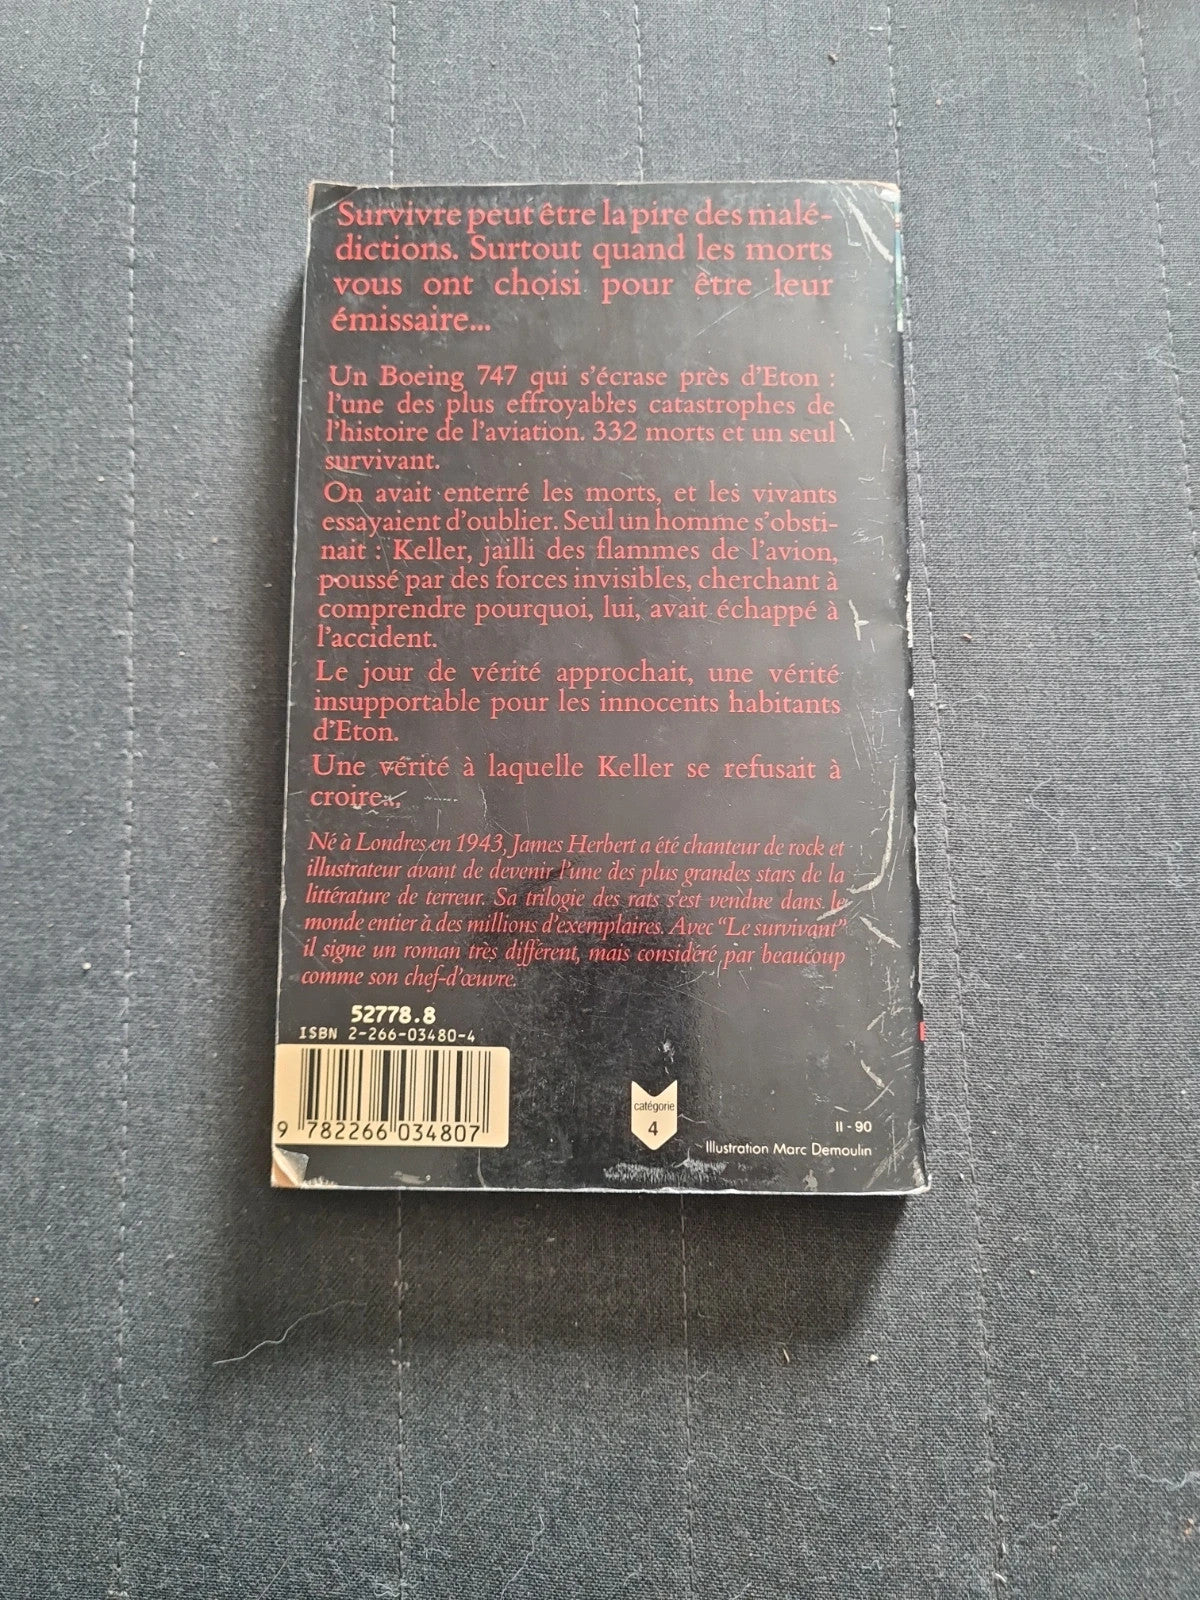 Survivre peut être la pire des malé-
dictions. Surtout quand les morts
vous ont choisi pour être leur
émissaire...
Un Boeing 747 qui s'écrase près d'Eton :
l'une des plus effroyables catastrophes de
l'histoire de l'aviation. 332 morts et un seul
survivant.
On avait enterré les morts, et les vivants
essayaient d'oublier. Seul un homme s'obsti-
nait : Keller, jailli des flammes de l'avion,
poussé par des forces invisibles, cherchant à
comprendre pourquoi, lui, avait échappé à
l'accident.
Le jour de vérité approchait, une vérité
insupportable pour les innocents habitants
d'Eton.
Une vérité à laquelle Keller se refusait à
croire...
Né à Londres en 1943, James Herbert a été chanteur de rock et
illustrateur avant de devenir l'une des plus grandes stars de la
littérature de terreur. Sa trilogie des rats s'est vendue dans le
monde entier à des millions d'exemplaires. Avec "Le survivant"
il signe un roman très différent, mais considéré par beaucoup
comme son chef-d'œuvre.
52778.8
ISBN 2-266-03480-4
9 782266 034807
catégorie
4
II - 90
Illustration Marc Demoulin